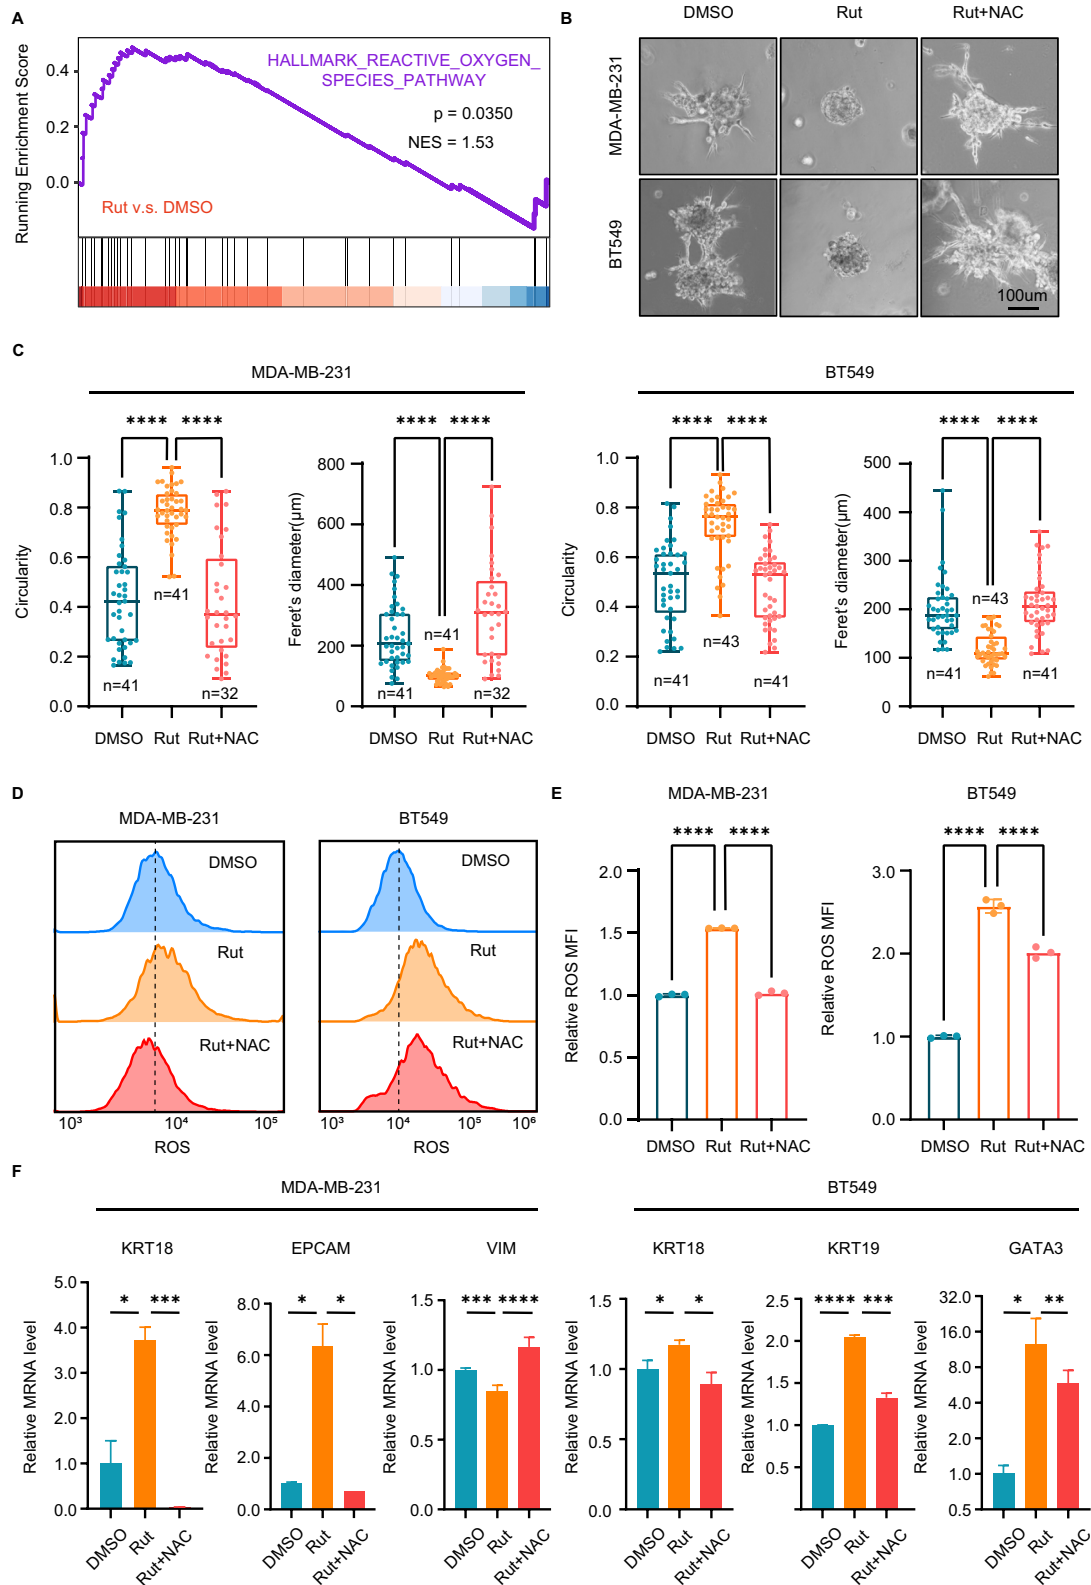 A
Running Enrichment Score
0.4
0.2
0.0
HALLMARK_REACTIVE_OXYGEN_
SPECIES_PATHWAY
p = 0.0350
NES = 1.53
Rut v.s. DMSO
B
DMSO
Rut
Rut+NAC
MDA-MB-231
BT549
100um
C
MDA-MB-231
Circularity
1.0
0.8
0.6
0.4
0.2
0.0
**** ****
n=41
n=41
n=32
DMSO Rut Rut+NAC
Feret's diameter(μm)
800
600
400
200
0
**** ****
n=41
n=41
n=32
DMSO Rut Rut+NAC
BT549
Circularity
1.0
0.8
0.6
0.4
0.2
0.0
**** ****
n=43
n=41
n=41
DMSO Rut Rut+NAC
Feret's diameter(μm)
500
400
300
200
100
0
**** ****
n=43
n=41
n=41
DMSO Rut Rut+NAC
D
MDA-MB-231
DMSO
Rut
Rut+NAC
10³ 10⁴ 10⁵
ROS
BT549
DMSO
Rut
Rut+NAC
10³ 10⁴ 10⁵ 10⁶
ROS
E
MDA-MB-231
Relative ROS MFI
2.0
1.5
1.0
0.5
0.0
**** ****
DMSO Rut Rut+NAC
BT549
Relative ROS MFI
3.0
2.0
1.0
0.0
**** ****
DMSO Rut Rut+NAC
F
MDA-MB-231
KRT18
Relative MRNA level
5.0
4.0
3.0
2.0
1.0
0.0
* ***
DMSO Rut Rut+NAC
EPCAM
Relative MRNA level
8.0
6.0
4.0
2.0
0.0
* *
DMSO Rut Rut+NAC
VIM
Relative MRNA level
1.5
1.0
0.5
0.0
*** ****
DMSO Rut Rut+NAC
BT549
KRT18
Relative MRNA level
1.5
1.0
0.5
0.0
* *
DMSO Rut Rut+NAC
KRT19
Relative MRNA level
2.5
2.0
1.5
1.0
0.5
**** ***
DMSO Rut Rut+NAC
GATA3
Relative MRNA level
32.0
16.0
8.0
4.0
2.0
1.0
0.5
* **
DMSO Rut Rut+NAC